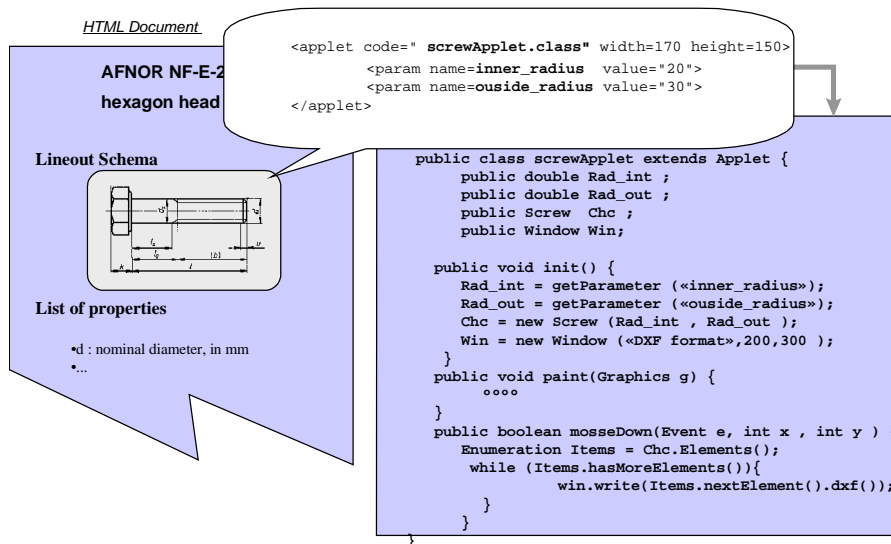 HTML Document
<applet code=" screwApplet.class" width=170 height=150>
<param name=inner_radius value="20">
<param name=ouside_radius value="30">
</applet>
AFNOR NF-E-2
hexagon head
Lineout Schema
k
l
(b)
u
List of properties
•d : nominal diameter, in mm
•...
public class screwApplet extends Applet {
public double Rad_int ;
public double Rad_out ;
public Screw Chc ;
public Window Win;
public void init() {
Rad_int = getParameter («inner_radius»);
Rad_out = getParameter («ouside_radius»);
Chc = new Screw (Rad_int , Rad_out );
Win = new Window («DXF format»,200,300 );
}
public void paint(Graphics g) {
°°°°
}
public boolean mosseDown(Event e, int x , int y )
Enumeration Items = Chc.Elements();
while (Items.hasMoreElements()){
win.write(Items.nextElement().dxf());
}
}
}